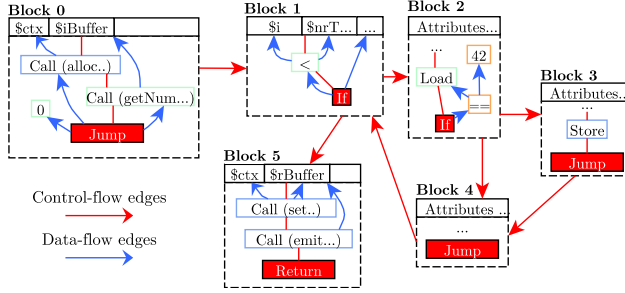 Block 0
$ctx $iBuffer
Call (alloc..)
Call (getNum...)
0
Jump
Block 1
$i $nrT... ...
<
If
Block 2
Attributes...
...
42
Load
==
If
Block 3
Attributes...
...
Store
Jump
Block 5
$ctx $rBuffer
Call (set..)
Call (emit...)
Return
Block 4
Attributes ...
...
Jump
Control-flow edges
Data-flow edges